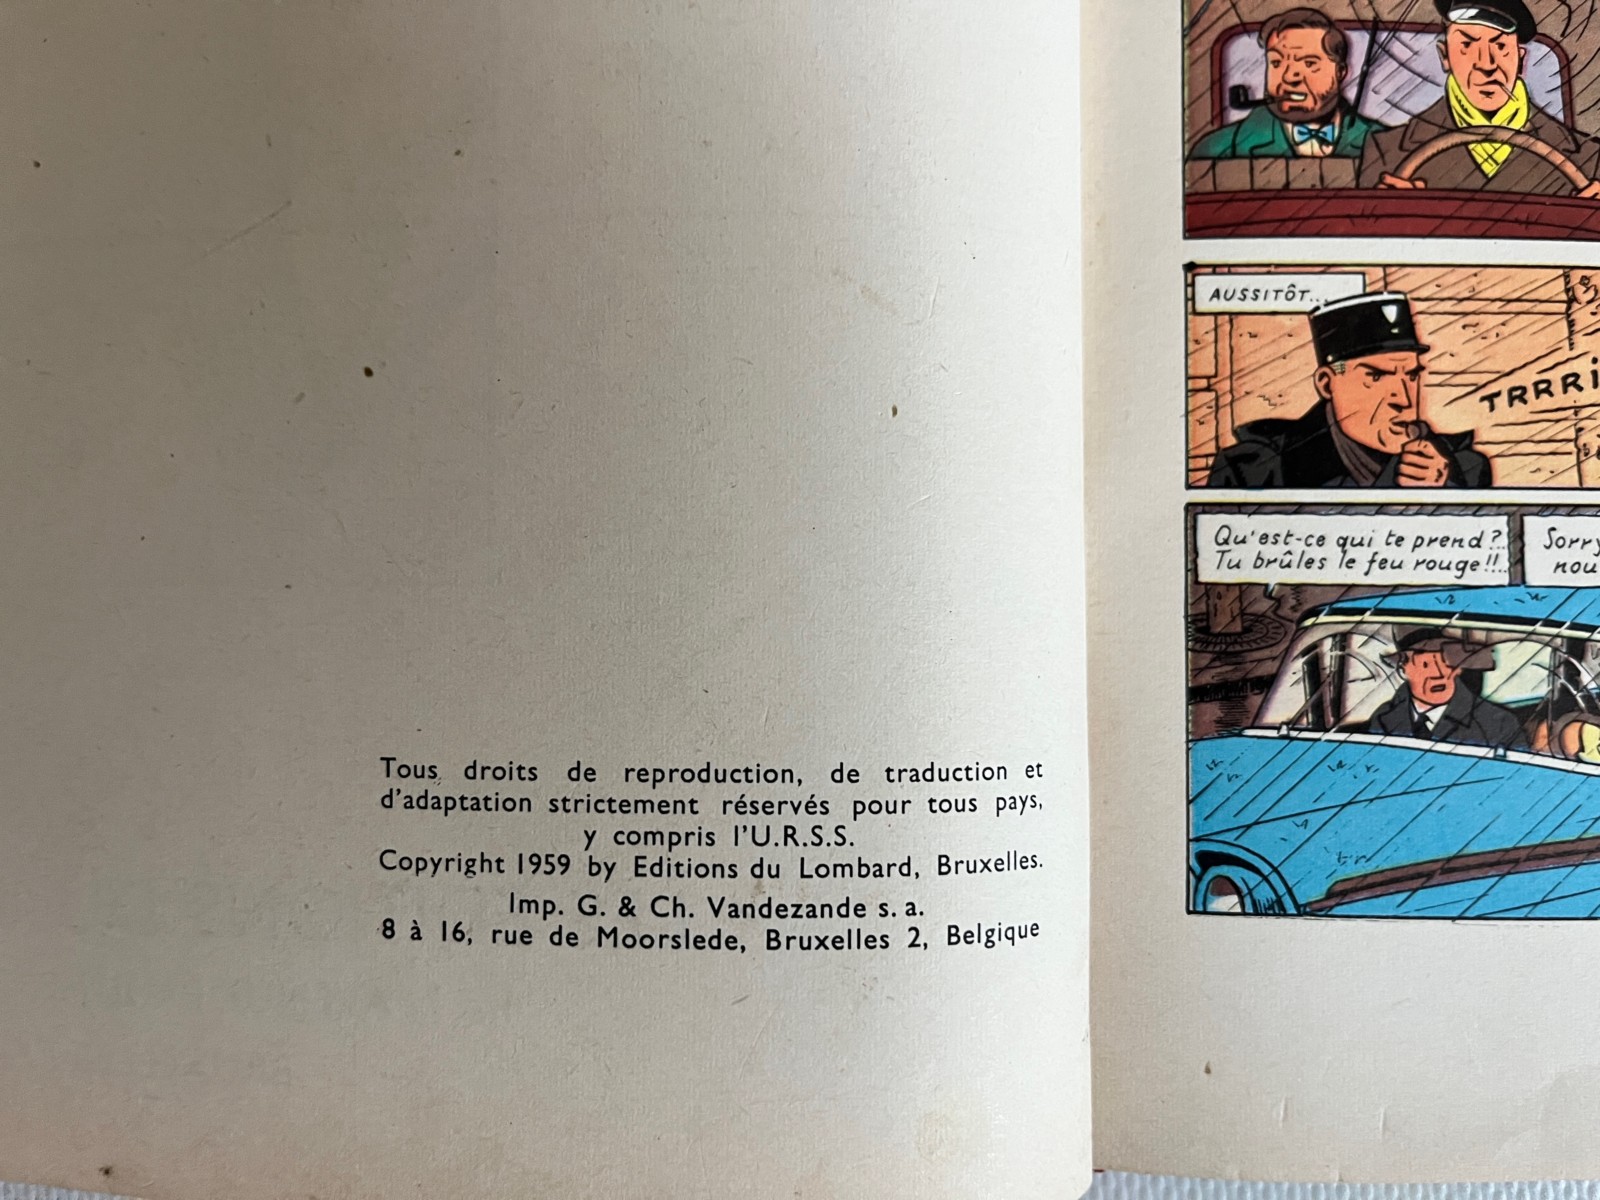 Tous droits de reproduction, de traduction et
d'adaptation strictement réservés pour tous pays,
y compris l'U.R.S.S.
Copyright 1959 by Editions du Lombard, Bruxelles.
Imp. G. & Ch. Vandezande s. a.
8 à 16, rue de Moorslede, Bruxelles 2, Belgique
AUSSITÔT...
TRRRI
Qu'est-ce qui te prend?
Tu brûles le feu rouge!!..
Sorry
nou